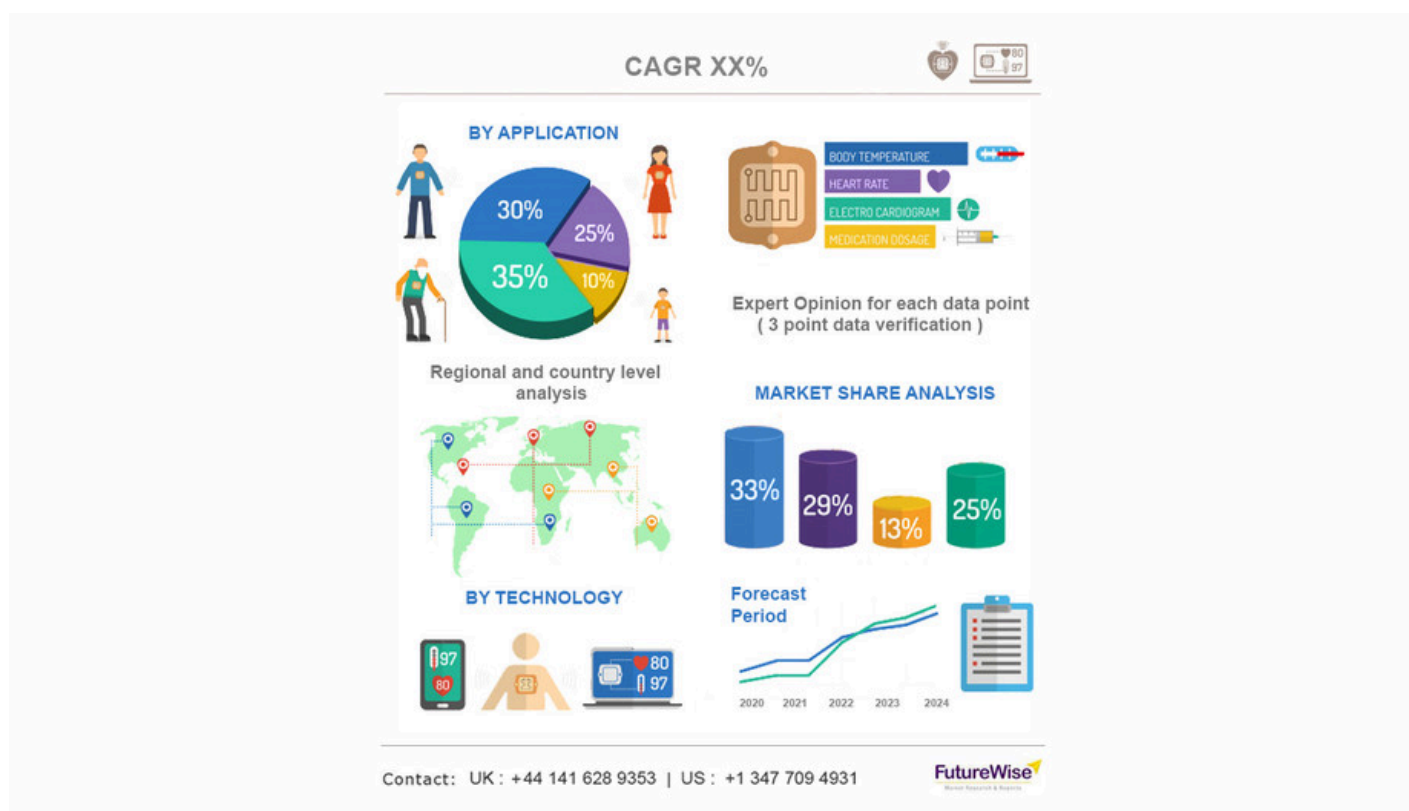 CAGR XX%
80
97
BY APPLICATION
30%
25%
35%
10%
BODY TEMPERATURE
HEART RATE
ELECTRO CARDIOGRAM
MEDICATION DOSAGE
Expert Opinion for each data point
( 3 point data verification )
Regional and country level
analysis
MARKET SHARE ANALYSIS
33%
29%
13%
25%
BY TECHNOLOGY
97
80
80
97
Forecast
Period
2020 2021 2022 2023 2024
Contact: UK : +44 141 628 9353 | US : +1 347 709 4931
FutureWise
Market Research & Reports